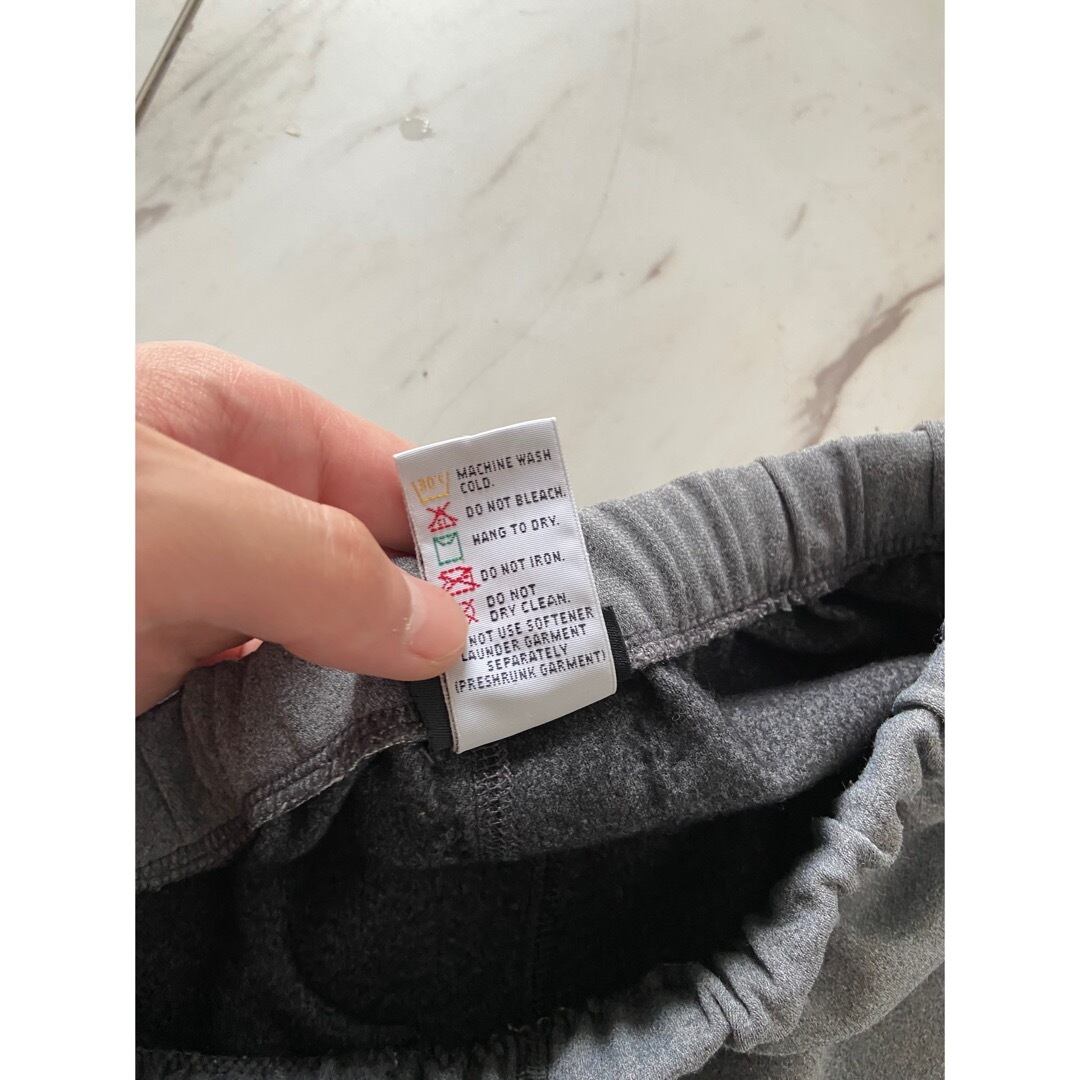 30°C MACHINE WASH
COLD.
DO NOT BLEACH.
HANG TO DRY.
DO NOT IRON.
DO NOT
DRY CLEAN.
NOT USE SOFTENER
LAUNDER GARMENT
SEPARATELY
(PRESHRUNK GARMENT)